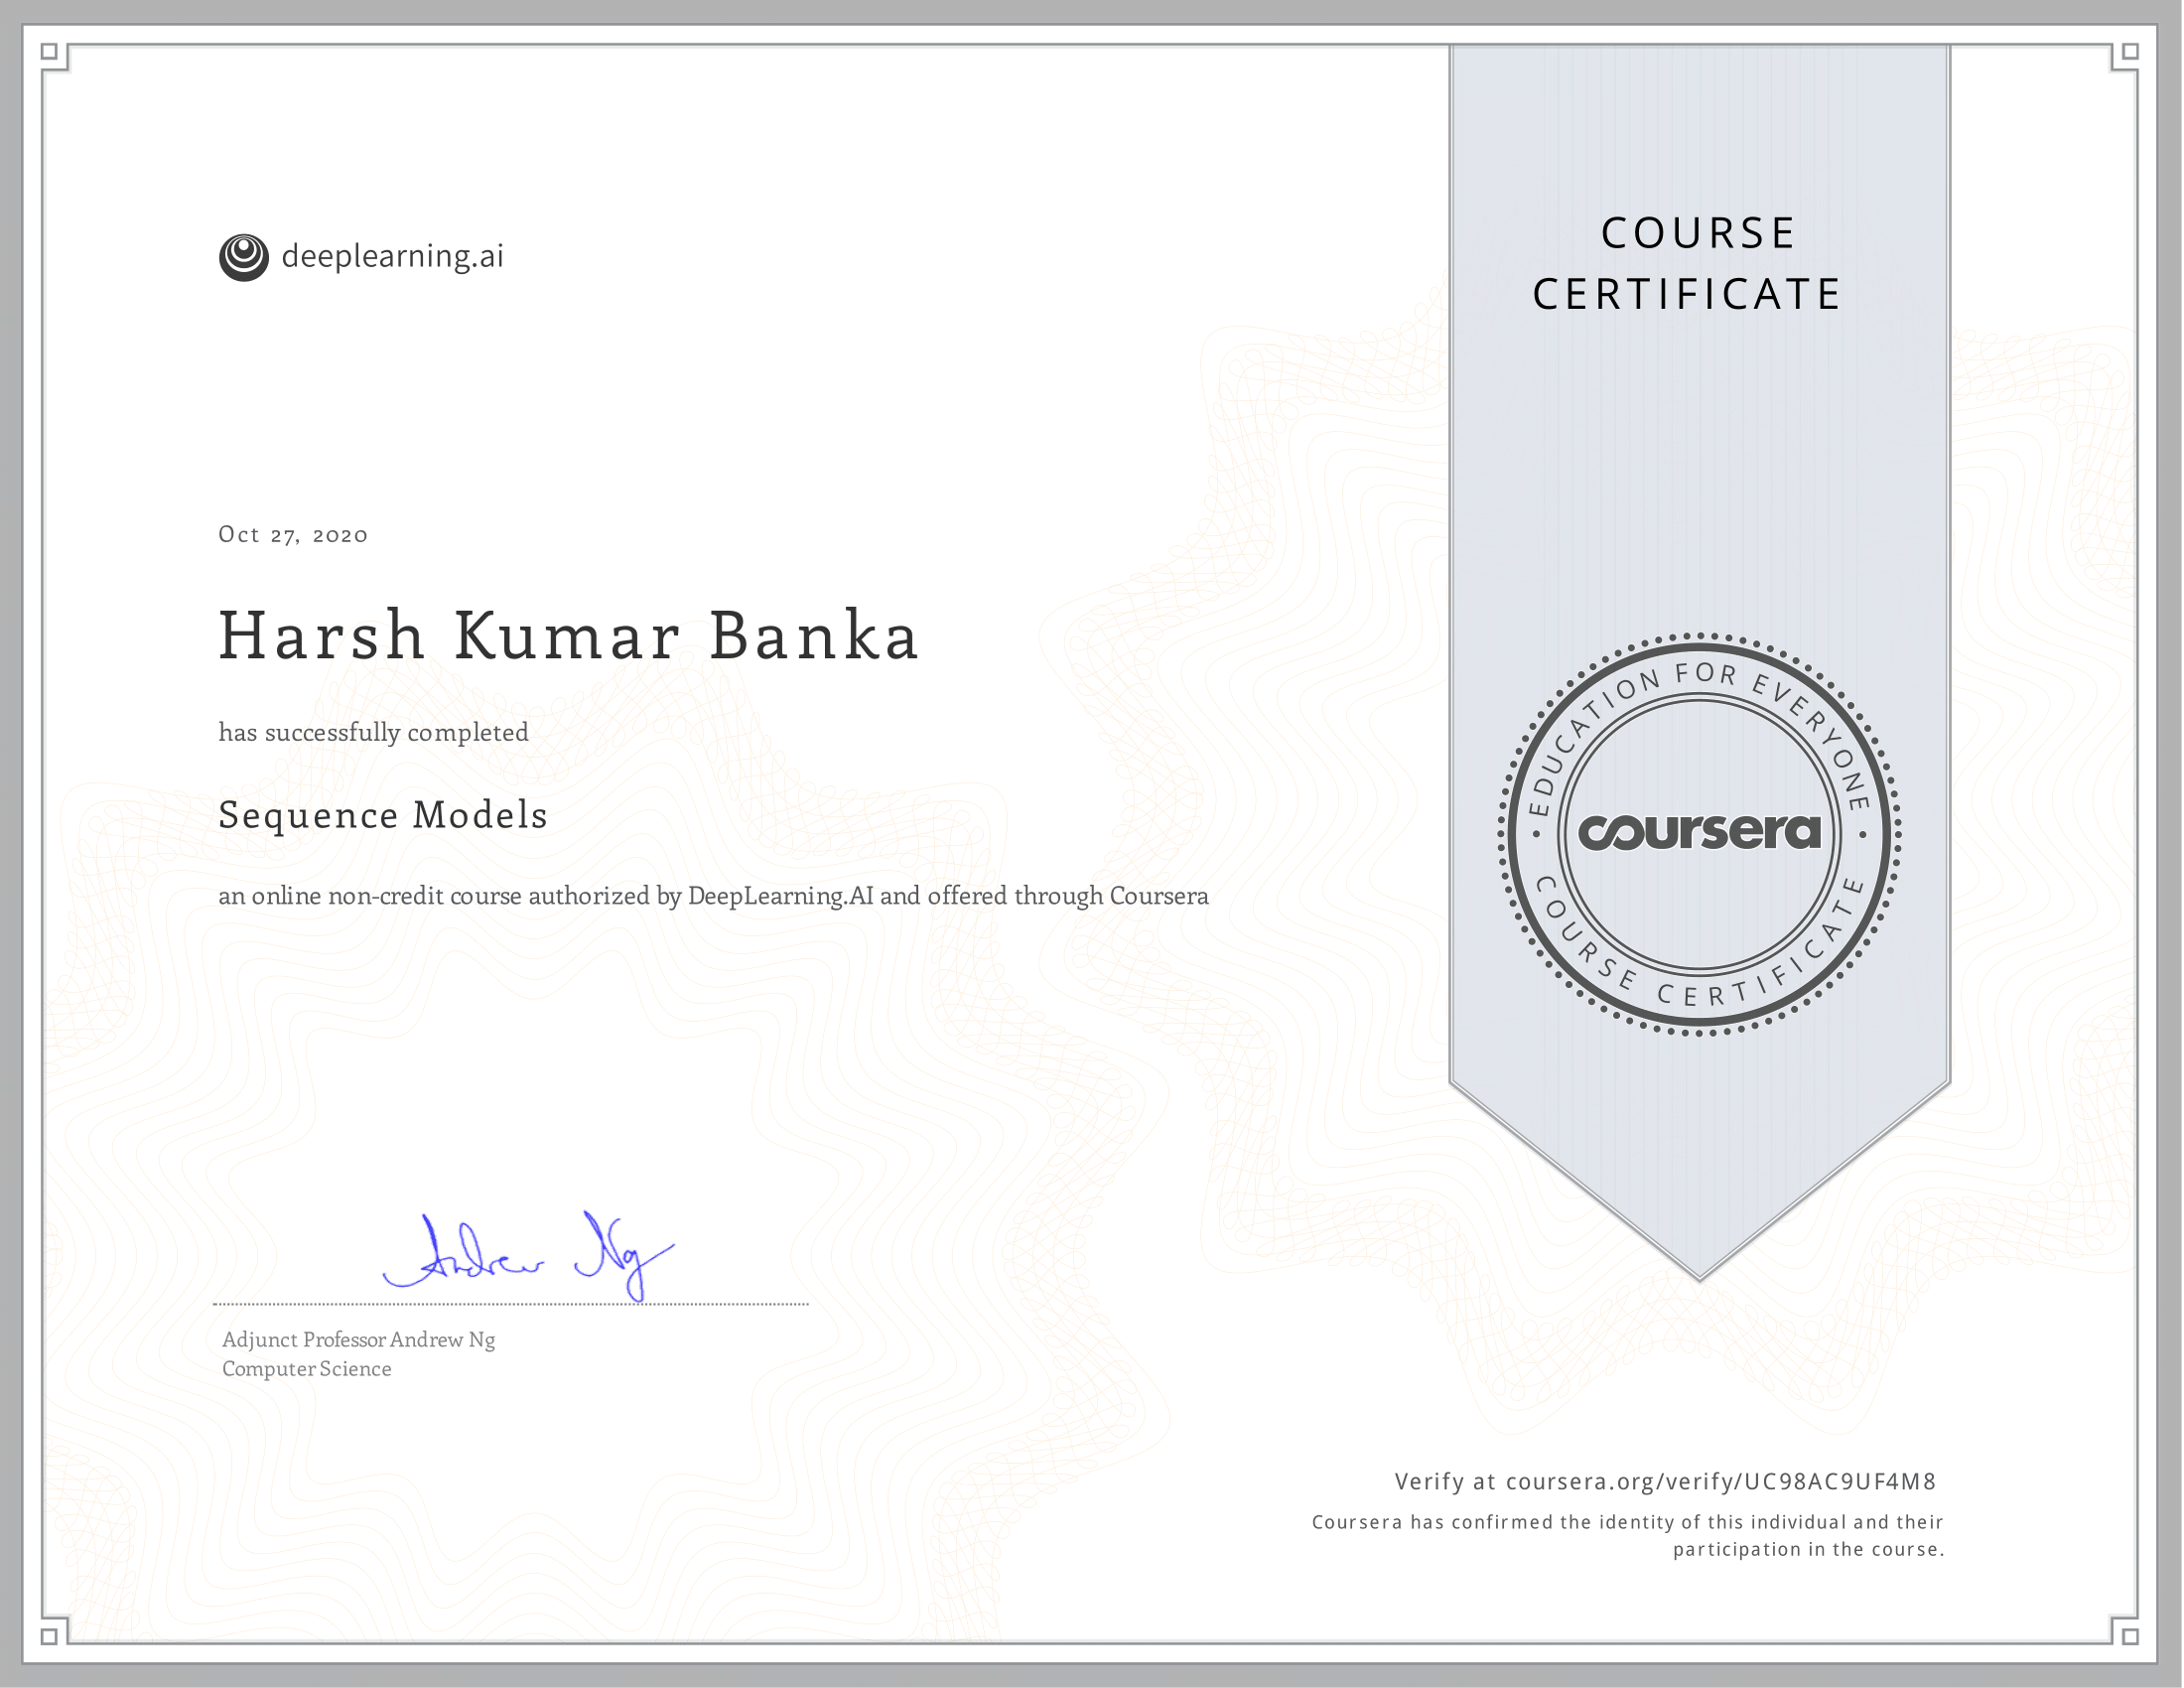 deeplearning.ai
COURSE
CERTIFICATE
Oct 27, 2020
Harsh Kumar Banka
has successfully completed
Sequence Models
an online non-credit course authorized by DeepLearning.AI and offered through Coursera
EDUCATION FOR EVERYONE
coursera
COURSE CERTIFICATE
Andrew Ng
Adjunct Professor Andrew Ng
Computer Science
Verify at coursera.org/verify/UC98AC9UF4M8
Coursera has confirmed the identity of this individual and their
participation in the course.